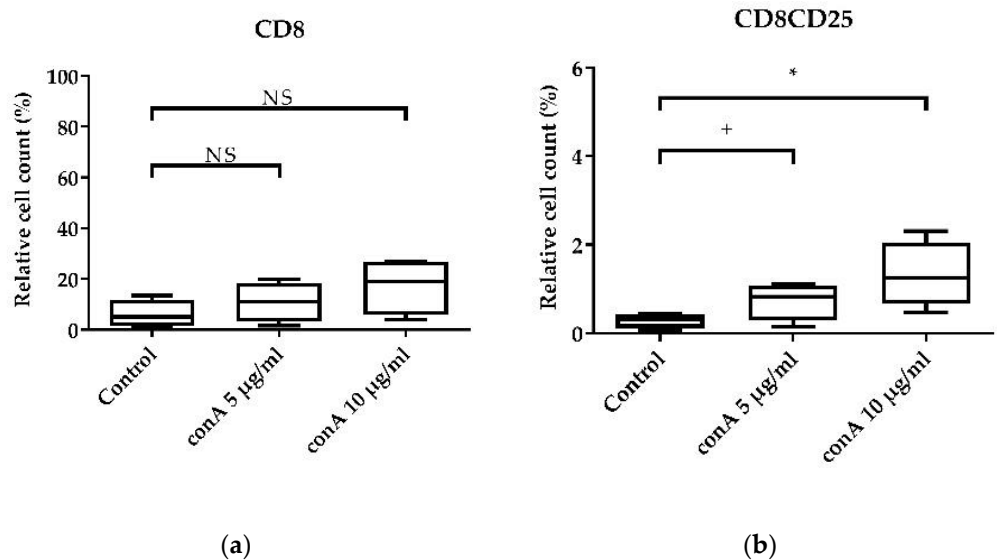 CD8
Relative cell count (%)
100
80
60
40
20
0
NS
NS
Control
conA 5 µg/ml
conA 10 µg/ml
(a)
CD8CD25
Relative cell count (%)
6
4
2
0
*
+
Control
conA 5 µg/ml
conA 10 µg/ml
(b)